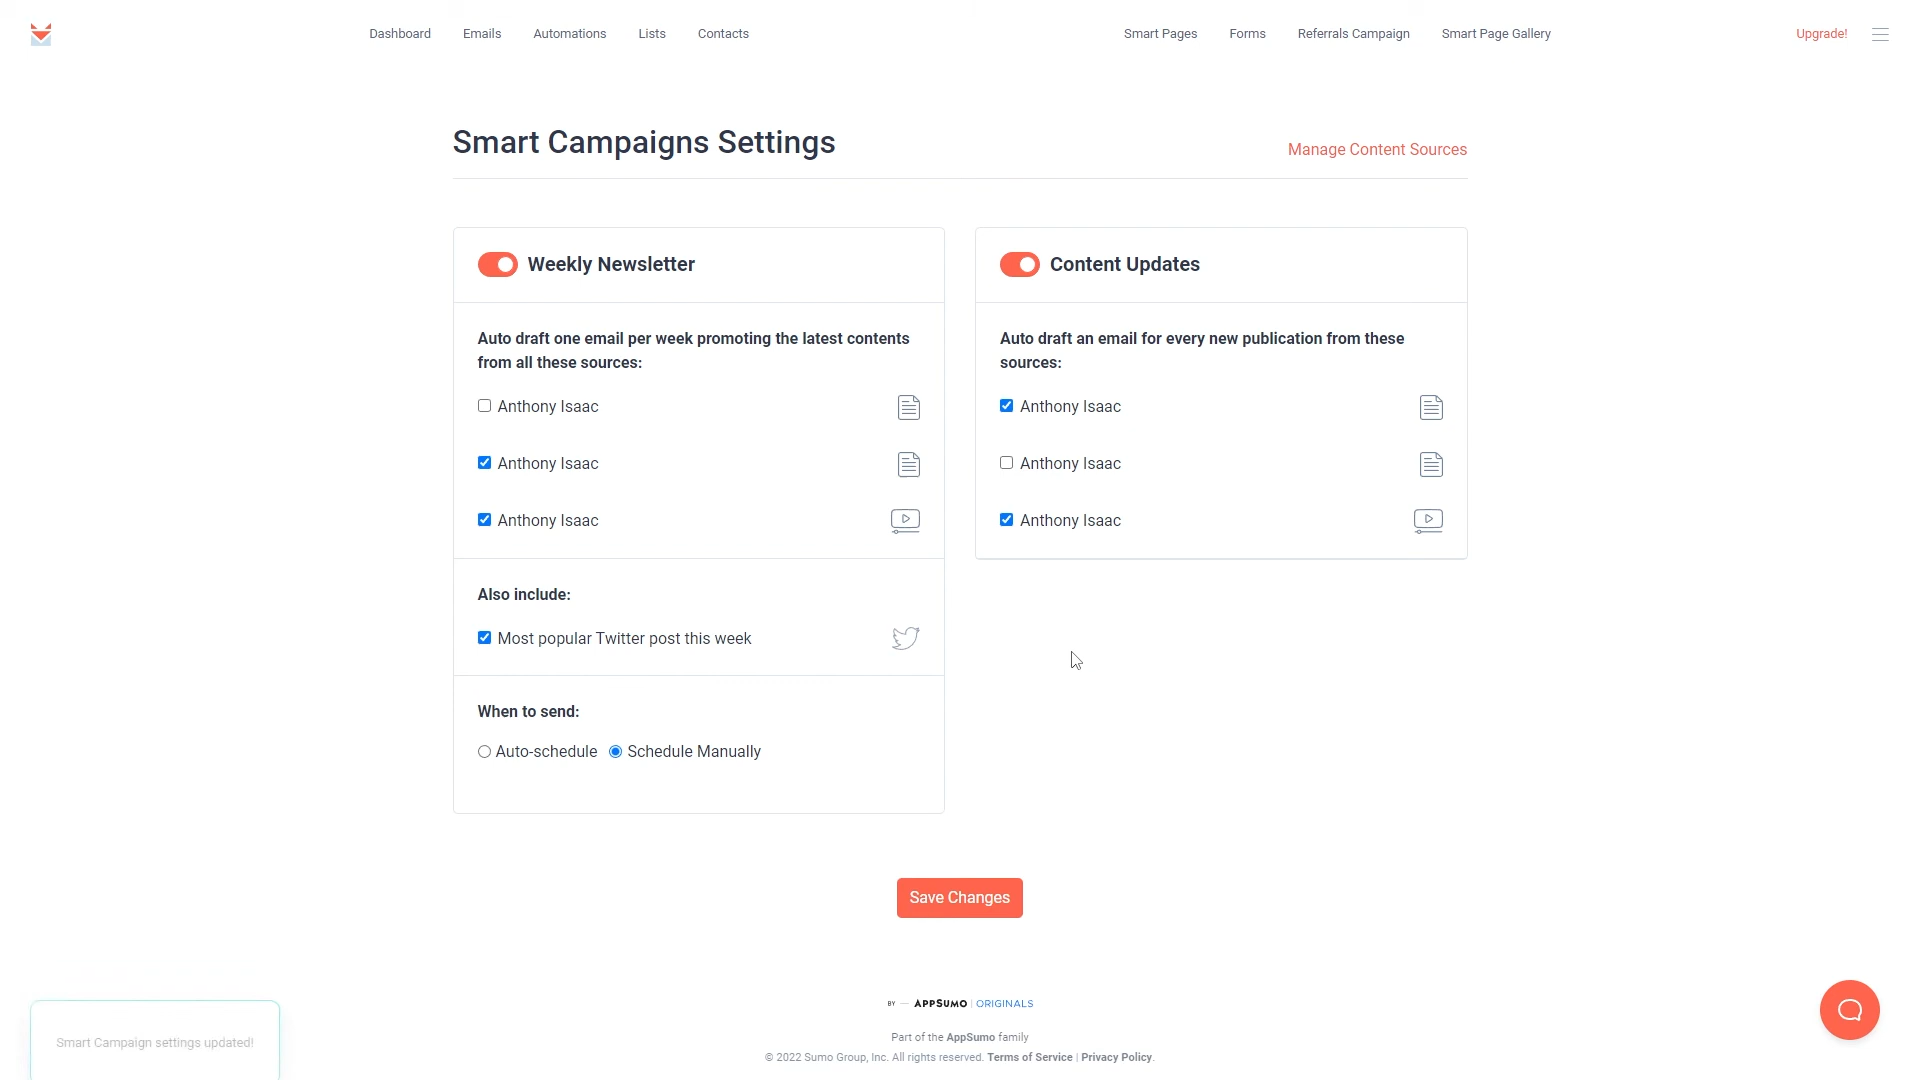 Dashboard Emails Automations Lists Contacts Smart Pages Forms Referrals Campaign Smart Page Gallery Upgrade!
Smart Campaigns Settings
Manage Content Sources
Weekly Newsletter
Auto draft one email per week promoting the latest contents
from all these sources:
Anthony Isaac
Anthony Isaac
Anthony Isaac
Also include:
Most popular Twitter post this week
When to send:
Auto-schedule Schedule Manually
Content Updates
Auto draft an email for every new publication from these
sources:
Anthony Isaac
Anthony Isaac
Anthony Isaac
Save Changes
BY — APPSUMO | ORIGINALS
Part of the AppSumo family
© 2022 Sumo Group, Inc. All rights reserved. Terms of Service | Privacy Policy.
Smart Campaign settings updated!